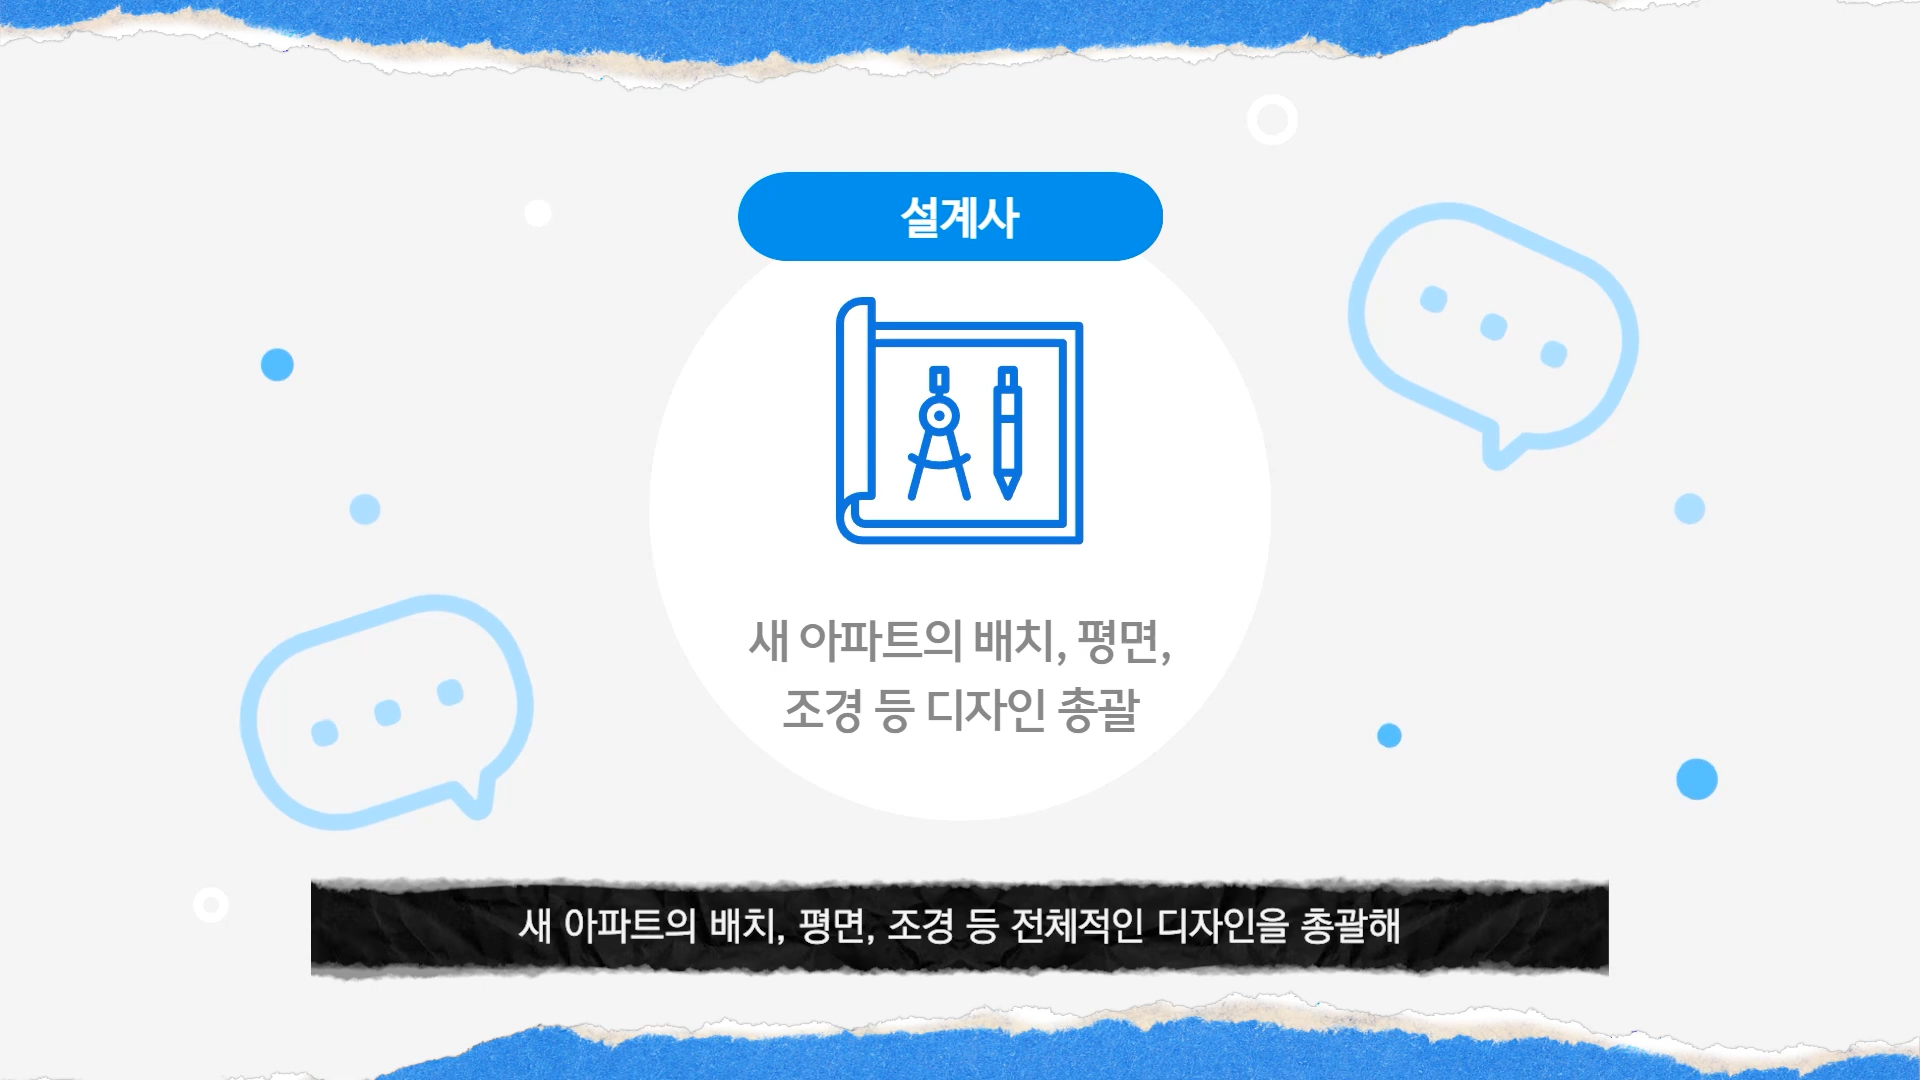 설계사
새 아파트의 배치, 평면,
조경 등 디자인 총괄
새 아파트의 배치, 평면, 조경 등 전체적인 디자인을 총괄해